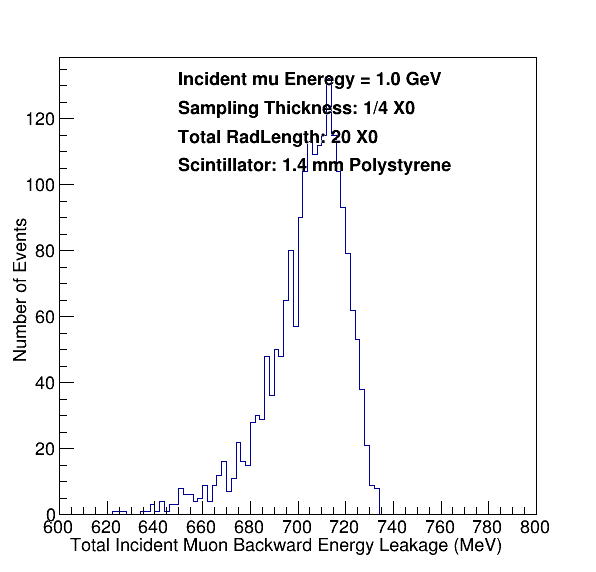 Incident mu Eneregy = 1.0 GeV
Sampling Thickness: 1/4 X0
Total RadLength: 20 X0
Scintillator: 1.4 mm Polystyrene
Number of Events
120
100
80
60
40
20
0
600 620 640 660 680 700 720 740 760 780 800
Total Incident Muon Backward Energy Leakage (MeV)